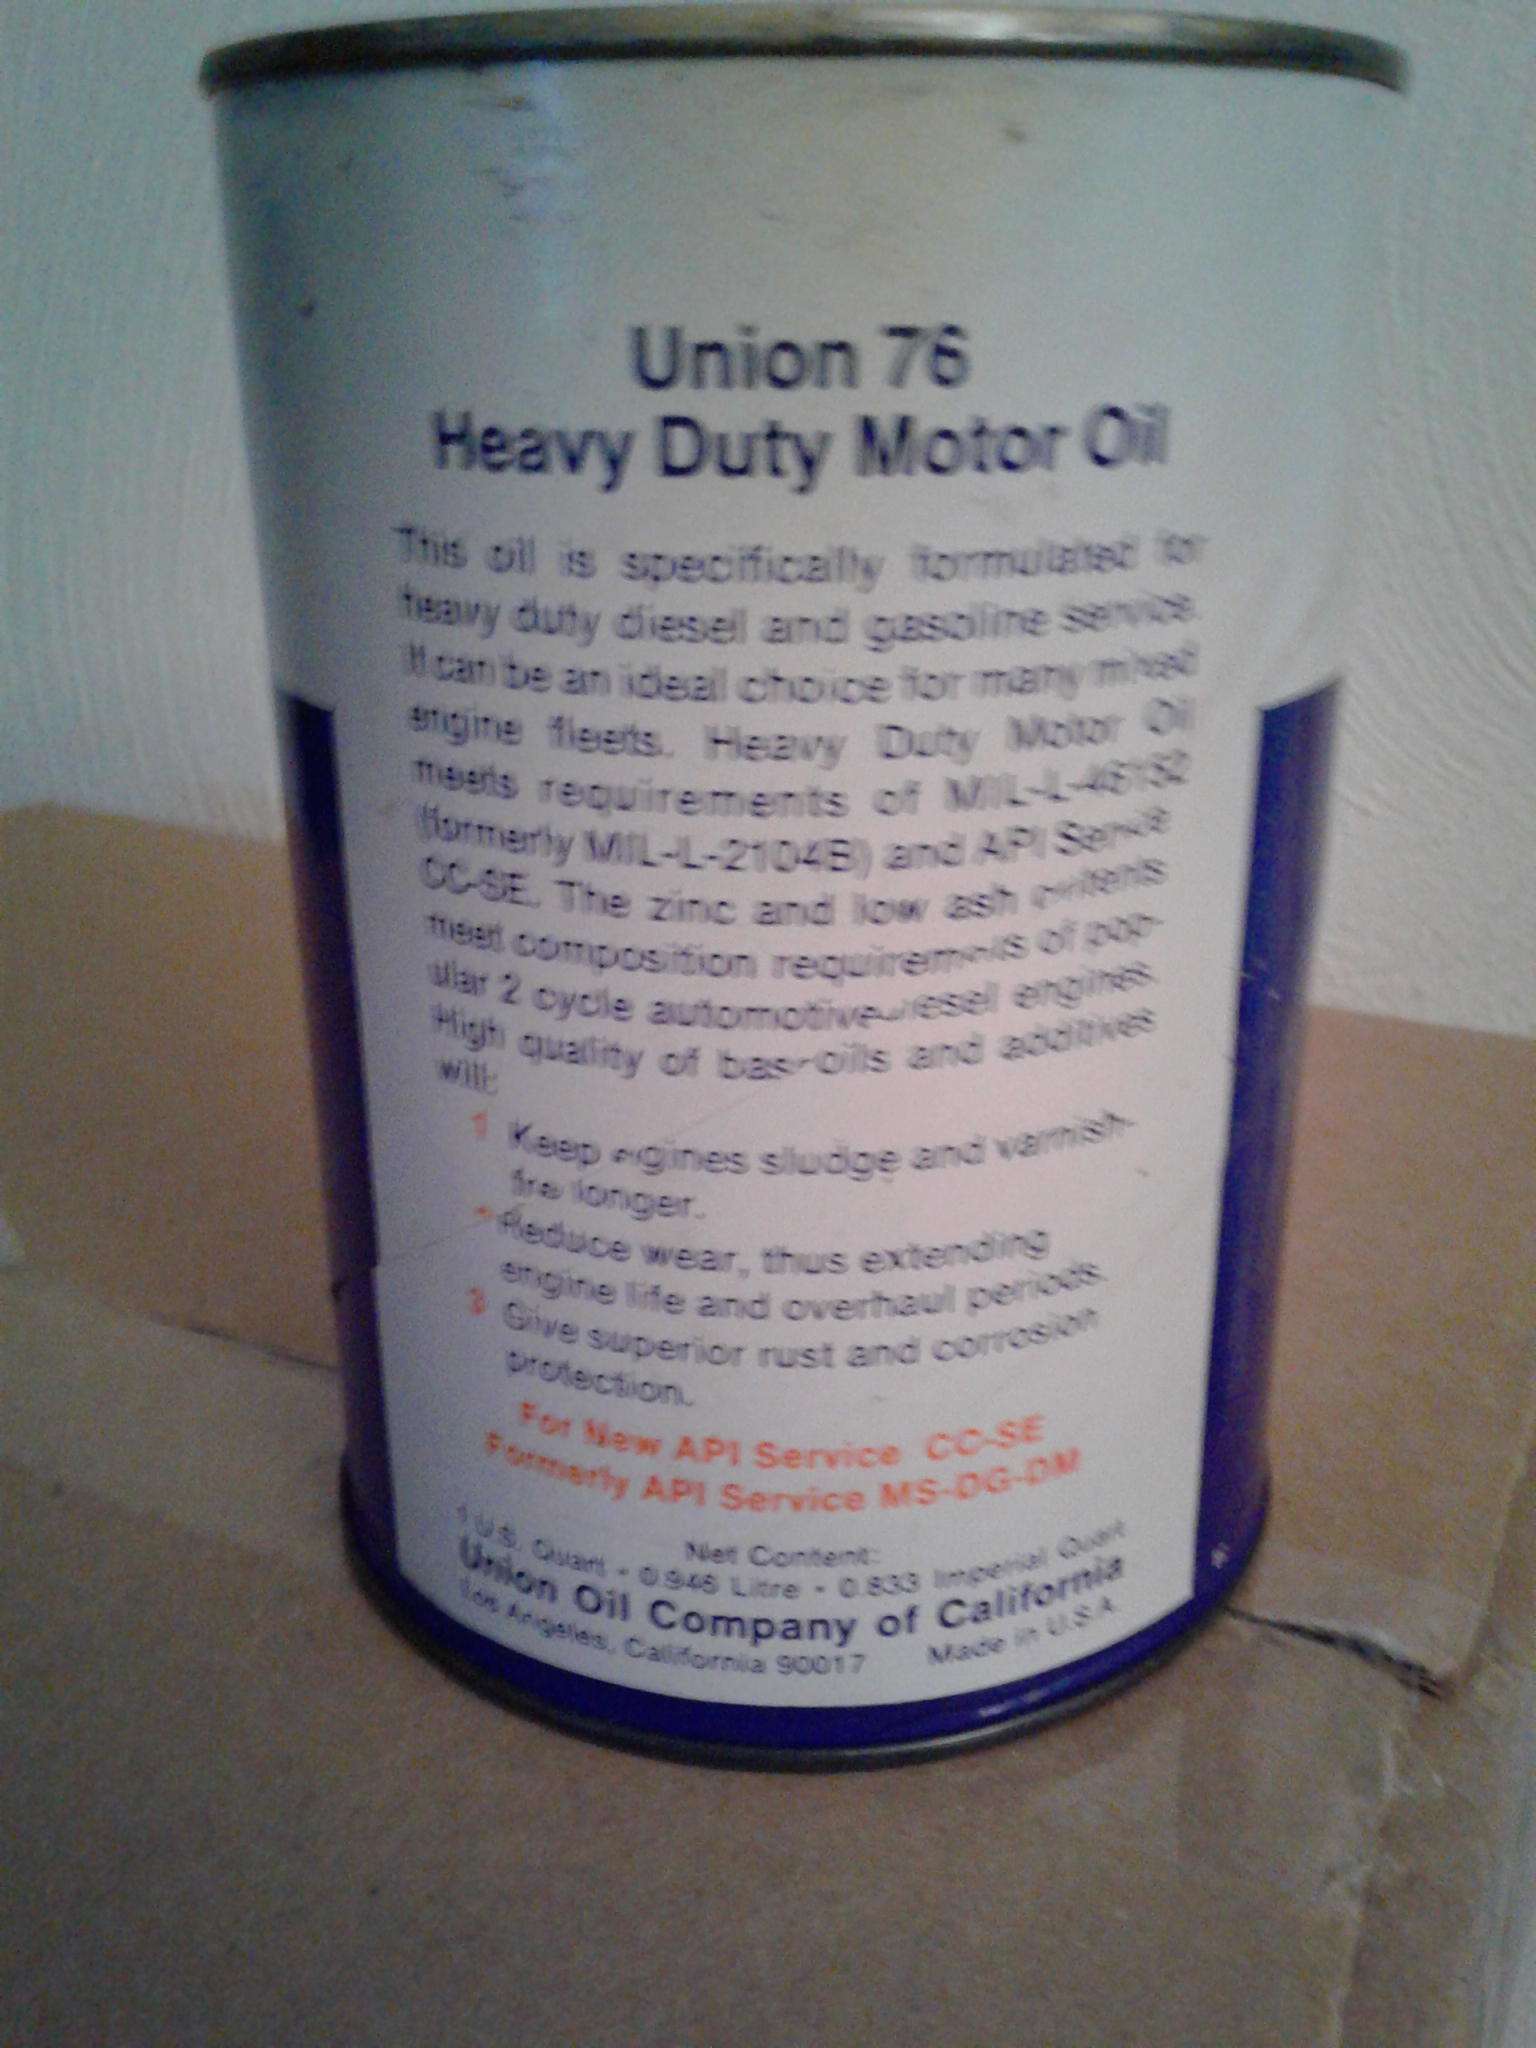 Union 76
Heavy Duty Motor Oil
This oil is specifically formulated for
heavy duty diesel and gasoline service.
It can be an ideal choice for many mixed
engine fleets. Heavy Duty Motor Oil
meets requirements of MIL-L-46152
(formerly MIL-L-2104B) and API Service
CC-SE. The zinc and low ash contents
meet composition requirements of pop-
ular 2 cycle automotive diesel engines.
High quality of base oils and additives
will:
1 Keep engines sludge and varnish-
free longer.
2 Reduce wear, thus extending
engine life and overhaul periods.
3 Give superior rust and corrosion
protection.
For New API Service CC-SE
Formerly API Service MS-DG-DM
Net Content:
1 U.S. Quart - 0.946 Litre - 0.833 Imperial Quart
Union Oil Company of California
Los Angeles, California 90017 Made in U.S.A.